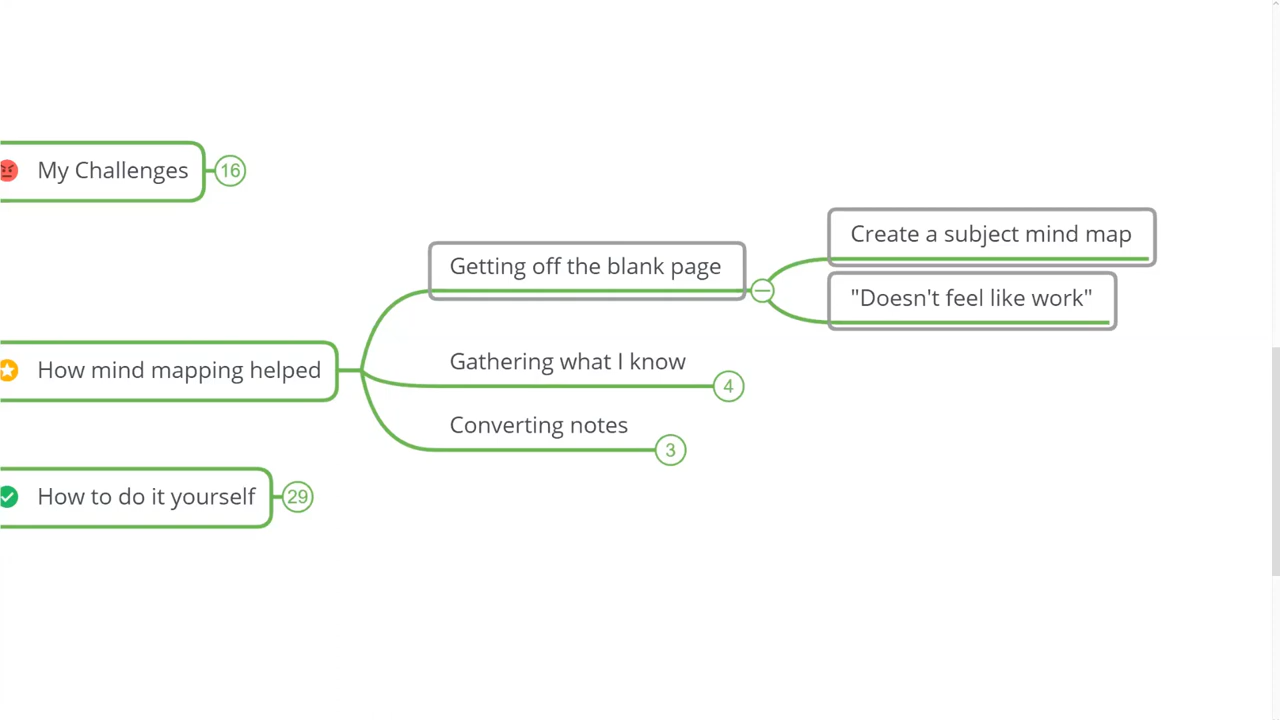 My Challenges
16
How mind mapping helped
Getting off the blank page
Create a subject mind map
"Doesn't feel like work"
Gathering what I know
4
Converting notes
3
How to do it yourself
29